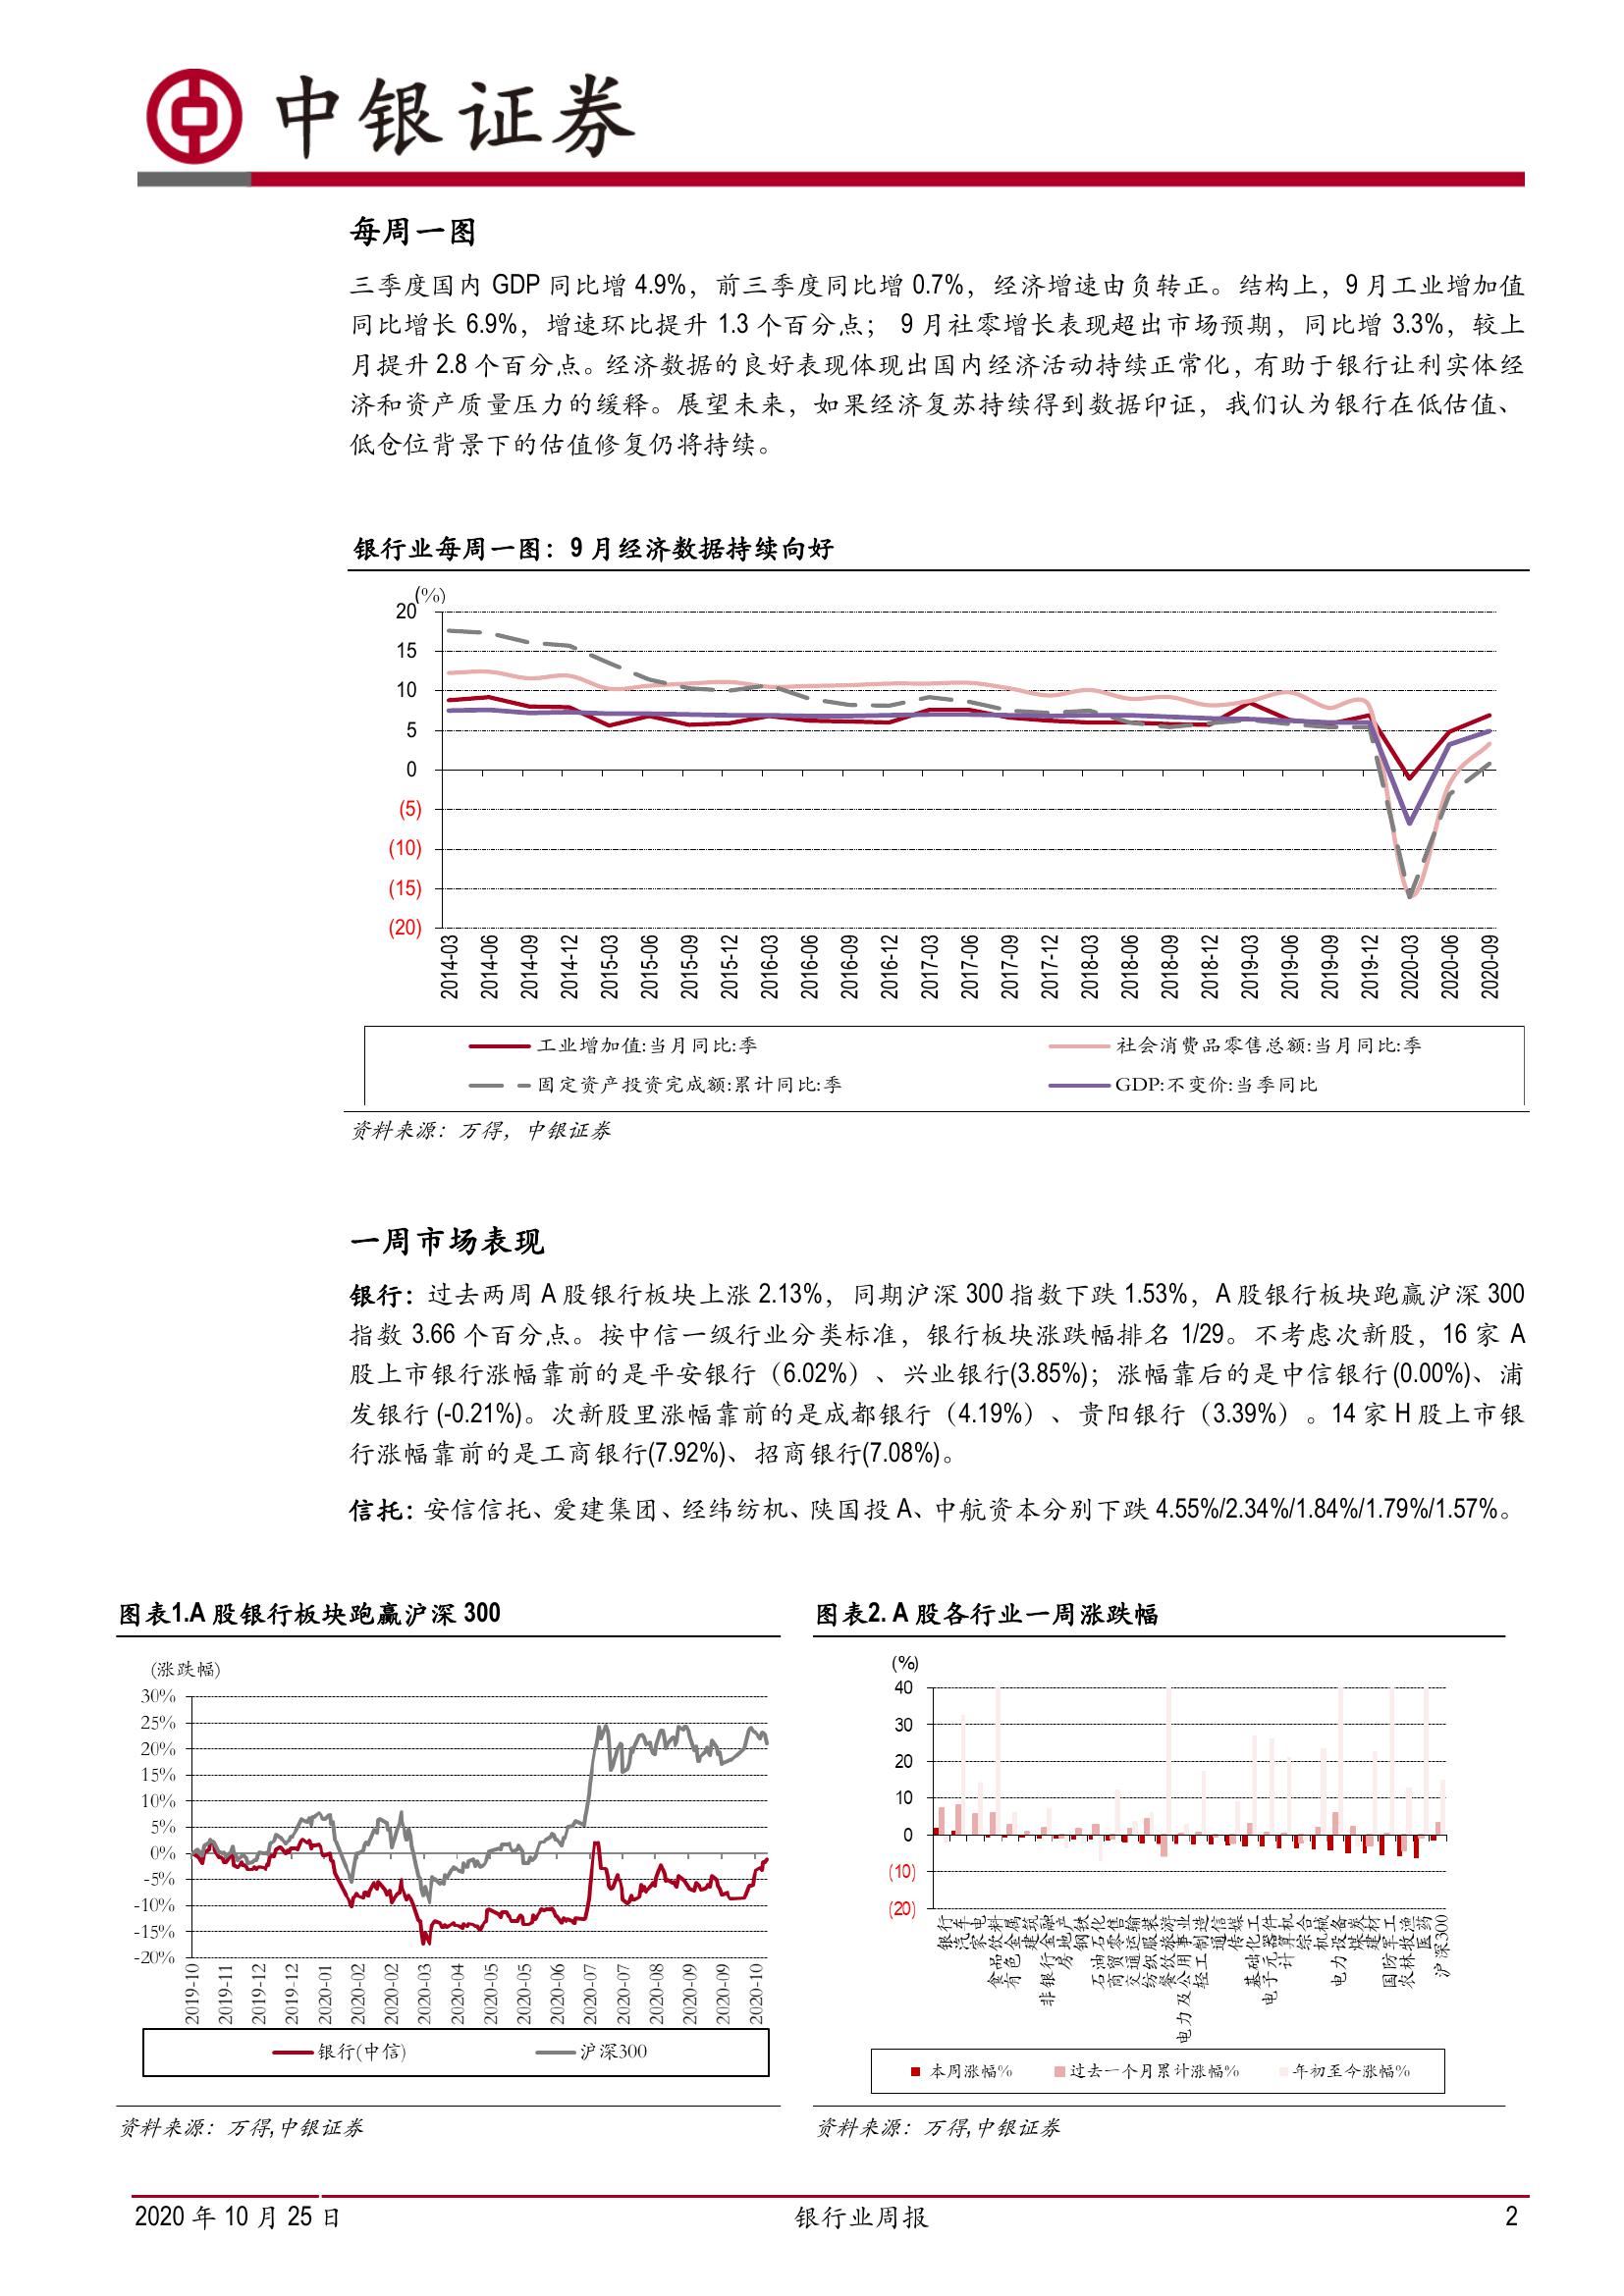 中银证券
每周一图
三季度国内 GDP 同比增 4.9%，前三季度同比增 0.7%，经济增速由负转正。结构上，9 月工业增加值
同比增长 6.9%，增速环比提升 1.3 个百分点； 9 月社零增长表现超出市场预期，同比增 3.3%，较上
月提升 2.8 个百分点。经济数据的良好表现体现出国内经济活动持续正常化，有助于银行让利实体经
济和资产质量压力的缓释。展望未来，如果经济复苏持续得到数据印证，我们认为银行在低估值、
低仓位背景下的估值修复仍将持续。
银行业每周一图：9 月经济数据持续向好
(%)
20
15
10
5
0
(5)
(10)
(15)
(20)
2014-03 2014-06 2014-09 2014-12 2015-03 2015-06 2015-09 2015-12 2016-03 2016-06 2016-09 2016-12 2017-03 2017-06 2017-09 2017-12 2018-03 2018-06 2018-09 2018-12 2019-03 2019-06 2019-09 2019-12 2020-03 2020-06 2020-09
工业增加值:当月同比:季 社会消费品零售总额:当月同比:季
固定资产投资完成额:累计同比:季 GDP:不变价:当季同比
资料来源：万得，中银证券
一周市场表现
银行：过去两周 A 股银行板块上涨 2.13%，同期沪深 300 指数下跌 1.53%，A 股银行板块跑赢沪深 300
指数 3.66 个百分点。按中信一级行业分类标准，银行板块涨跌幅排名 1/29。不考虑次新股，16 家 A
股上市银行涨幅靠前的是平安银行（6.02%）、兴业银行(3.85%)；涨幅靠后的是中信银行 (0.00%)、浦
发银行 (-0.21%)。次新股里涨幅靠前的是成都银行（4.19%）、贵阳银行（3.39%）。14 家 H 股上市银
行涨幅靠前的是工商银行(7.92%)、招商银行(7.08%)。
信托：安信信托、爱建集团、经纬纺机、陕国投 A、中航资本分别下跌 4.55%/2.34%/1.84%/1.79%/1.57%。
图表1.A 股银行板块跑赢沪深 300
(涨跌幅)
30%
25%
20%
15%
10%
5%
0%
-5%
-10%
-15%
-20%
2019-10 2019-11 2019-12 2019-12 2020-01 2020-02 2020-02 2020-03 2020-04 2020-05 2020-05 2020-06 2020-07 2020-07 2020-08 2020-09 2020-09 2020-10
银行(中信) 沪深300
资料来源：万得,中银证券
图表2. A 股各行业一周涨跌幅
(%)
40
30
20
10
0
(10)
(20)
银行 汽车 家电 食品饮料 有色金属 建筑 非银行金融 房地产 钢铁 石油石化 商贸零售 交通运输 纺织服装 餐饮旅游 电力及公用事业 轻工制造 通信 传媒 基础化工 电子元器件 计算机 综合 机械 电力设备 煤炭 建材 国防军工 农林牧渔 医药 沪深300
本周涨幅% 过去一个月累计涨幅% 年初至今涨幅%
资料来源：万得,中银证券
2020 年 10 月 25 日 银行业周报 2